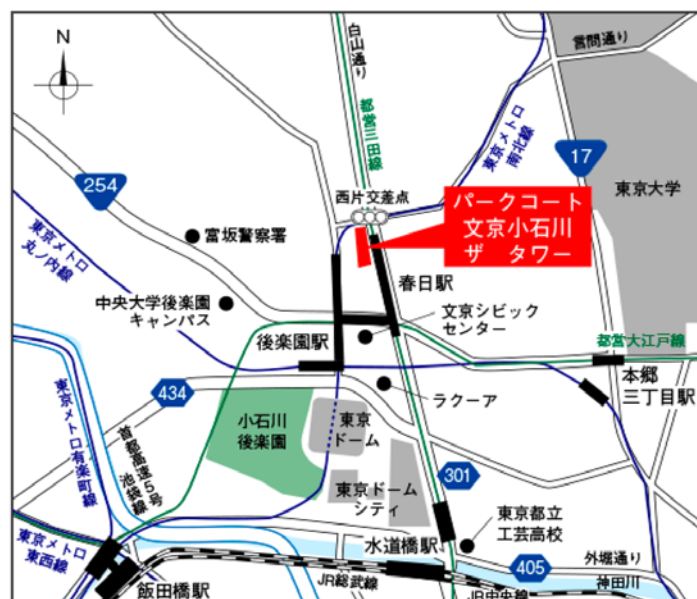 N
白山通り
言問通り
都営三田線
東京メトロ
南北線
17
東京大学
254
西片交差点
パークコート
文京小石川
ザ タワー
東京メトロ
丸ノ内線
富坂警察署
春日駅
中央大学後楽園
キャンパス
文京シビック
センター
後楽園駅
都営大江戸線
本郷
三丁目駅
434
ラクーア
東京メトロ有楽町線
首都高速5号
池袋線
小石川
後楽園
東京
ドーム
301
東京ドーム
シティ
東京都立
工芸高校
水道橋駅
東京メトロ
東西線
外堀通り
405
飯田橋駅
JR総武線
JR中央線
神田川